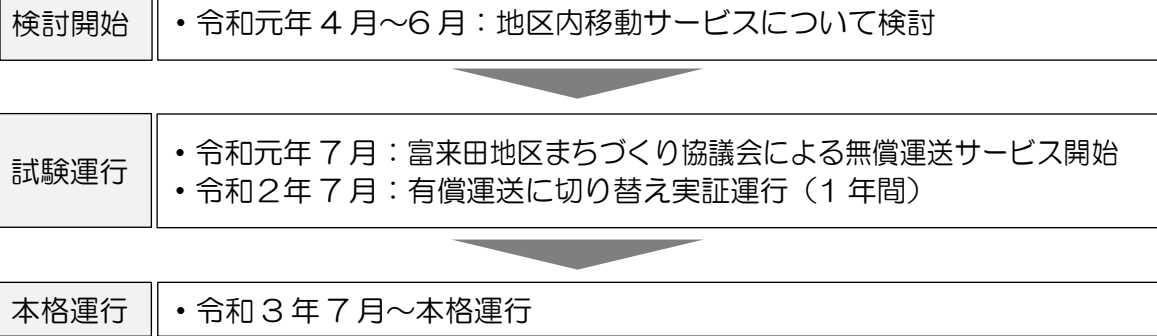 検討開始
・令和元年4月～6月：地区内移動サービスについて検討
試験運行
・令和元年7月：富来田地区まちづくり協議会による無償運送サービス開始
・令和2年7月：有償運送に切り替え実証運行（1年間）
本格運行
・令和3年7月～本格運行